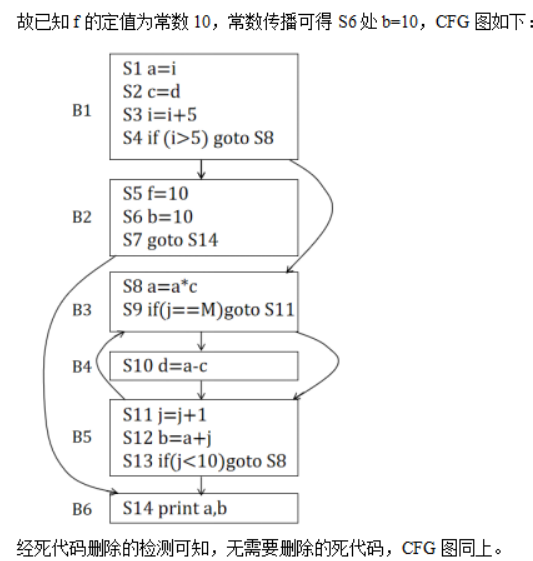 故已知 f 的定值为常数 10，常数传播可得 S6 处 b=10，CFG 图如下：
S1 a=i
S2 c=d
B1
S3 i=i+5
S4 if (i>5) goto S8
S5 f=10
B2
S6 b=10
S7 goto S14
S8 a=a*c
B3
S9 if(j==M)goto S11
B4
S10 d=a-c
S11 j=j+1
B5
S12 b=a+j
S13 if(j<10)goto S8
B6
S14 print a,b
经死代码删除的检测可知，无需要删除的死代码，CFG 图同上。